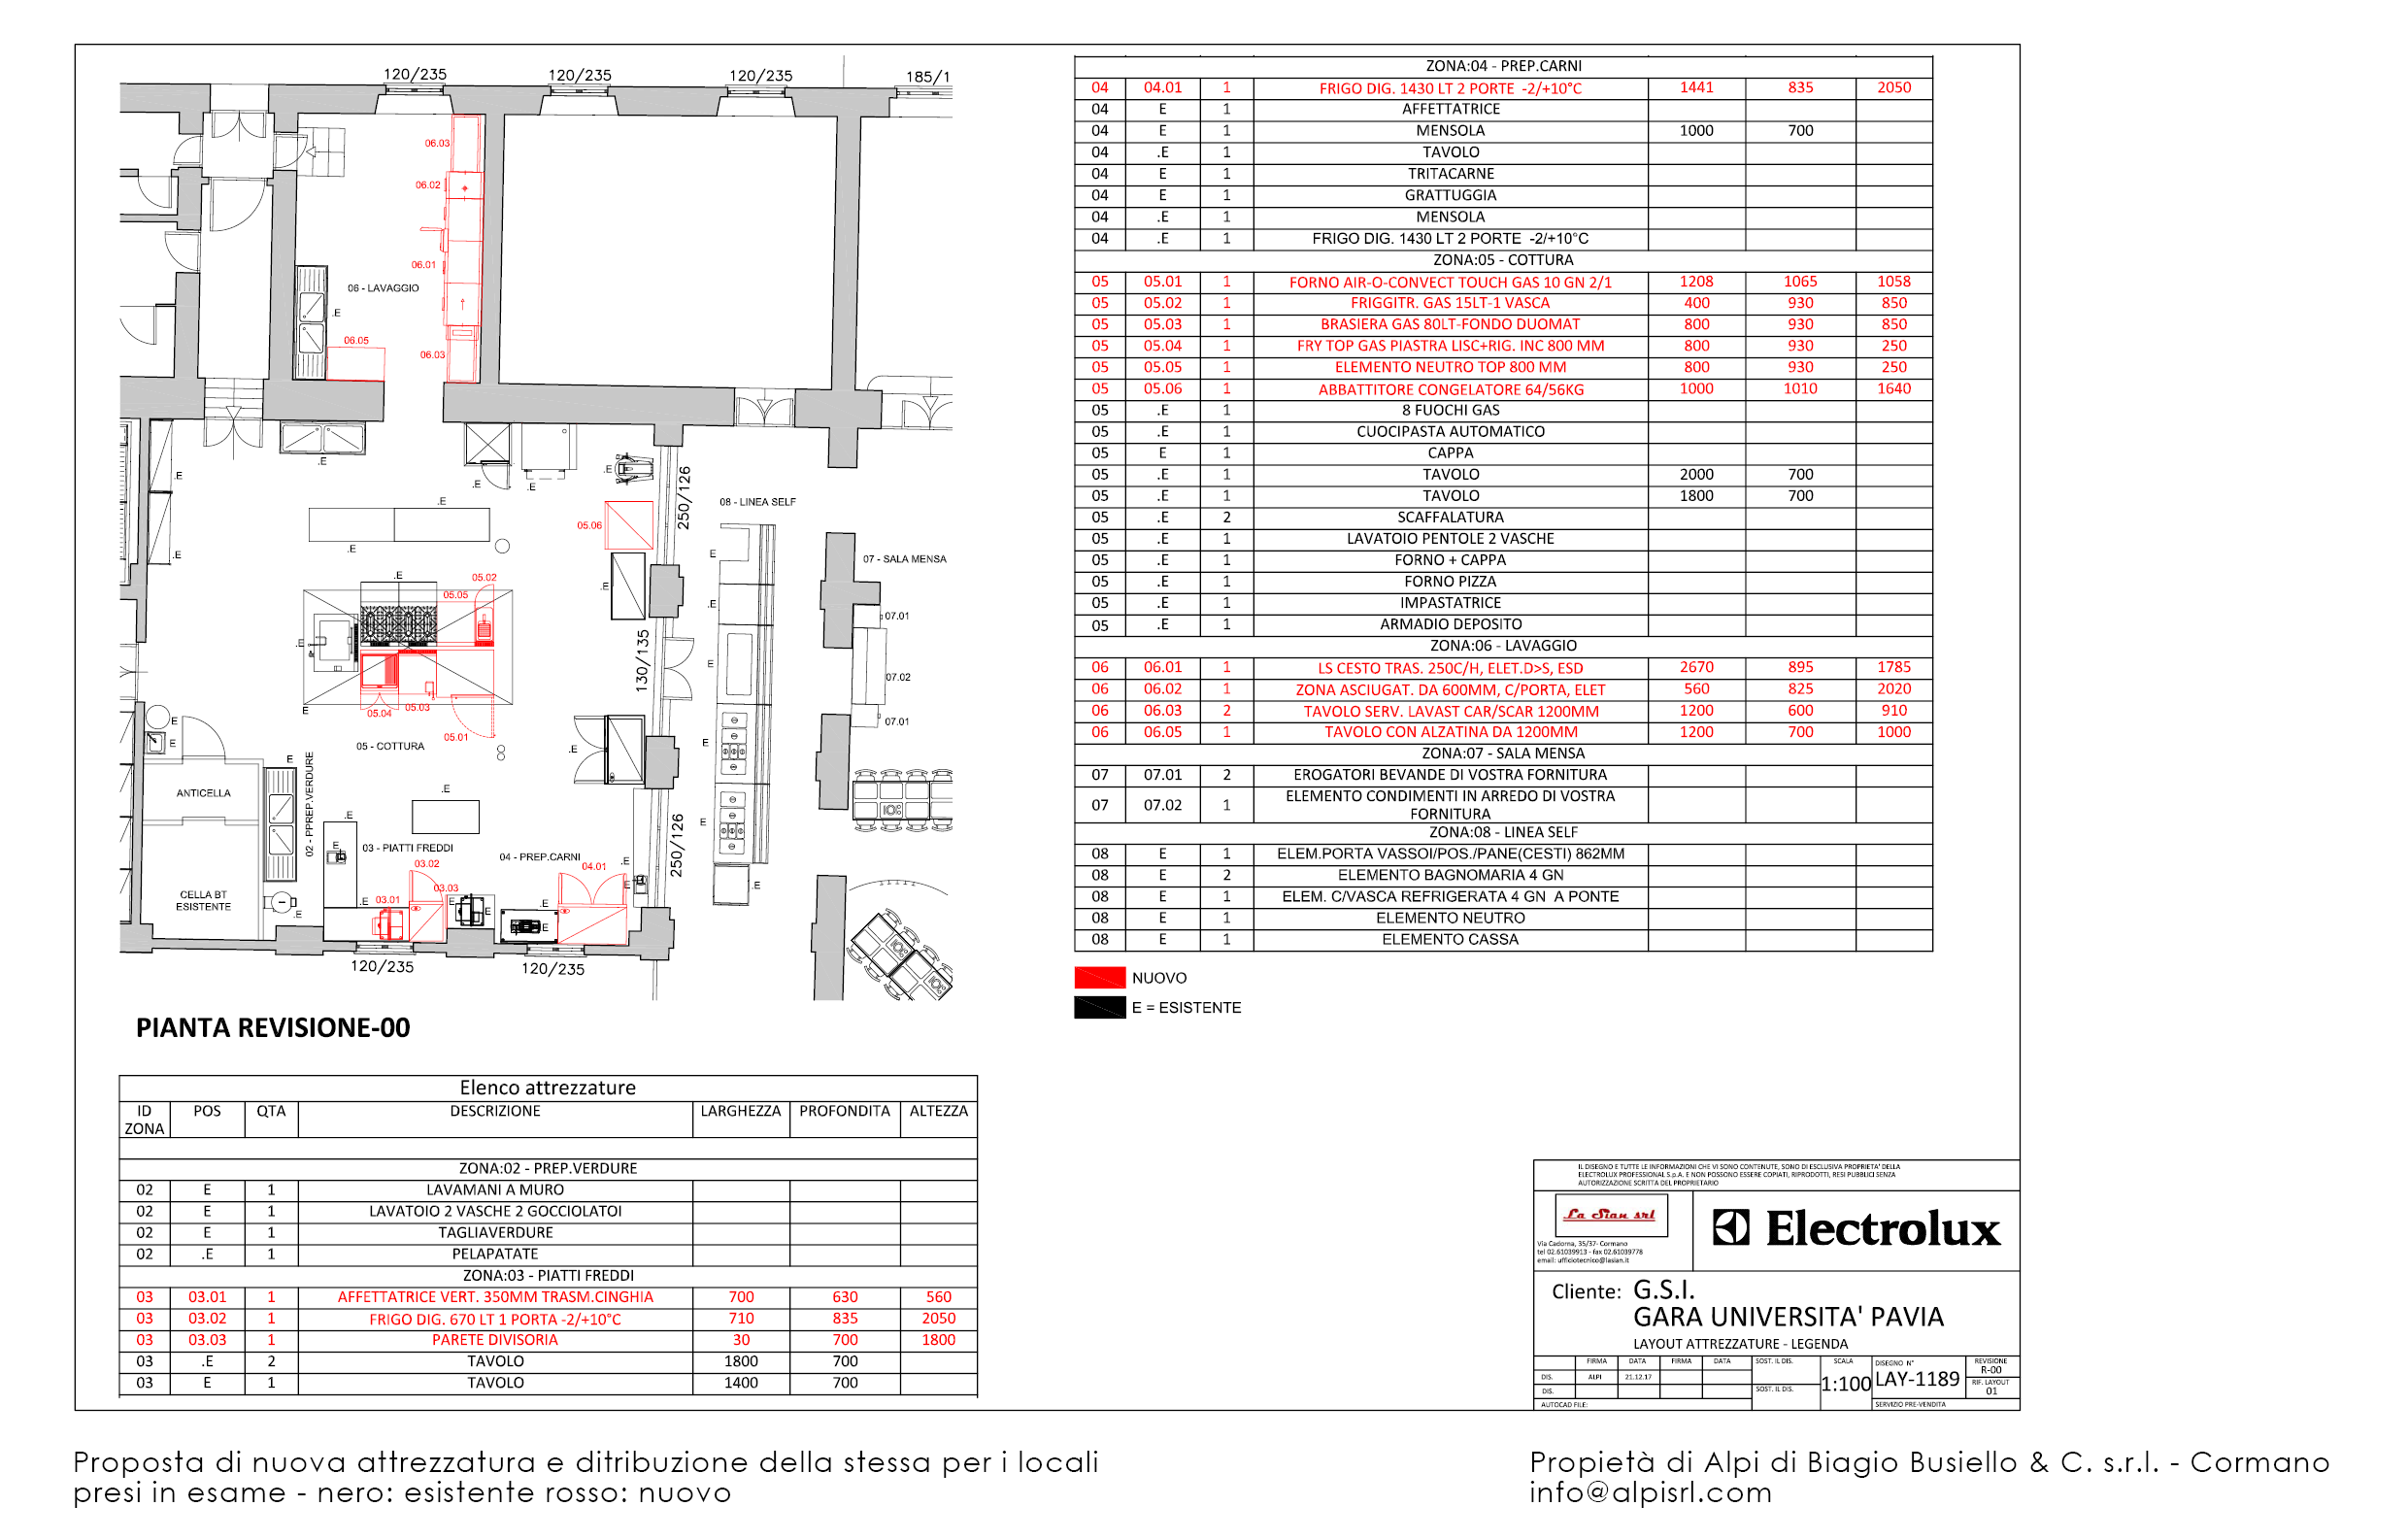 120/235
120/235
120/235
185/1
06.03
06.02
06.01
06 - LAVAGGIO
.E
06.05
06.03
.E
.E
.E
.E
.E
250/126
08 - LINEA SELF
.E
05.06
.E
.E
E
07 - SALA MENSA
.E
05.02
05.05
.E
.E
07.01
.E
130/135
E
07.02
E
05.04
05.03
05.01
07.01
E
E
05 - COTTURA
.E
E
E
02 - PPREP.VERDURE
ANTICELLA
.E
.E
E
250/126
E
03 - PIATTI FREDDI
04 - PREP.CARNI
03.02
04.01
.E
E
03.03
CELLA BT
ESISTENTE
.E
.E
03.01
E
E
.E
E
.E
120/235
120/235
PIANTA REVISIONE-00
Elenco attrezzature
ID ZONA POS QTA DESCRIZIONE LARGHEZZA PROFONDITA ALTEZZA
ZONA:02 - PREP.VERDURE
02 E 1 LAVAMANI A MURO
02 E 1 LAVATOIO 2 VASCHE 2 GOCCIOLATOI
02 E 1 TAGLIAVERDURE
02 .E 1 PELAPATATE
ZONA:03 - PIATTI FREDDI
03 03.01 1 AFFETTATRICE VERT. 350MM TRASM.CINGHIA 700 630 560
03 03.02 1 FRIGO DIG. 670 LT 1 PORTA -2/+10°C 710 835 2050
03 03.03 1 PARETE DIVISORIA 30 700 1800
03 .E 2 TAVOLO 1800 700
03 E 1 TAVOLO 1400 700
ZONA:04 - PREP.CARNI
04 04.01 1 FRIGO DIG. 1430 LT 2 PORTE -2/+10°C 1441 835 2050
04 E 1 AFFETTATRICE
04 E 1 MENSOLA 1000 700
04 .E 1 TAVOLO
04 E 1 TRITACARNE
04 E 1 GRATTUGGIA
04 .E 1 MENSOLA
04 .E 1 FRIGO DIG. 1430 LT 2 PORTE -2/+10°C
ZONA:05 - COTTURA
05 05.01 1 FORNO AIR-O-CONVECT TOUCH GAS 10 GN 2/1 1208 1065 1058
05 05.02 1 FRIGGITR. GAS 15LT-1 VASCA 400 930 850
05 05.03 1 BRASIERA GAS 80LT-FONDO DUOMAT 800 930 850
05 05.04 1 FRY TOP GAS PIASTRA LISC+RIG. INC 800 MM 800 930 250
05 05.05 1 ELEMENTO NEUTRO TOP 800 MM 800 930 250
05 05.06 1 ABBATTITORE CONGELATORE 64/56KG 1000 1010 1640
05 .E 1 8 FUOCHI GAS
05 .E 1 CUOCIPASTA AUTOMATICO
05 E 1 CAPPA
05 .E 1 TAVOLO 2000 700
05 .E 1 TAVOLO 1800 700
05 .E 2 SCAFFALATURA
05 .E 1 LAVATOIO PENTOLE 2 VASCHE
05 .E 1 FORNO + CAPPA
05 .E 1 FORNO PIZZA
05 .E 1 IMPASTATRICE
05 .E 1 ARMADIO DEPOSITO
ZONA:06 - LAVAGGIO
06 06.01 1 LS CESTO TRAS. 250C/H, ELET.D>S, ESD 2670 895 1785
06 06.02 1 ZONA ASCIUGAT. DA 600MM, C/PORTA, ELET 560 825 2020
06 06.03 2 TAVOLO SERV. LAVAST CAR/SCAR 1200MM 1200 600 910
06 06.05 1 TAVOLO CON ALZATINA DA 1200MM 1200 700 1000
ZONA:07 - SALA MENSA
07 07.01 2 EROGATORI BEVANDE DI VOSTRA FORNITURA
07 07.02 1 ELEMENTO CONDIMENTI IN ARREDO DI VOSTRA
FORNITURA
ZONA:08 - LINEA SELF
08 E 1 ELEM.PORTA VASSOI/POS./PANE(CESTI) 862MM
08 E 2 ELEMENTO BAGNOMARIA 4 GN
08 E 1 ELEM. C/VASCA REFRIGERATA 4 GN A PONTE
08 E 1 ELEMENTO NEUTRO
08 E 1 ELEMENTO CASSA
NUOVO
E = ESISTENTE
IL DISEGNO E TUTTE LE INFORMAZIONI CHE VI SONO CONTENUTE, SONO DI ESCLUSIVA PROPRIETA' DELLA
ELECTROLUX PROFESSIONAL S.p.A. E NON POSSONO ESSERE COPIATI, RIPRODOTTI, RESI PUBBLICI SENZA
AUTORIZZAZIONE SCRITTA DEL PROPRIETARIO
La Sian srl
Via Cadorna, 35/37- Cormano
tel 02.61039913 - fax 02.61039778
email: ufficiotecnico@lasian.it
Electrolux
Cliente: G.S.I.
GARA UNIVERSITA' PAVIA
LAYOUT ATTREZZATURE - LEGENDA
FIRMA DATA FIRMA DATA SOST. IL DIS. SCALA DISEGNO N° REVISIONE
R-00
DIS. ALPI 21.12.17 1:100 LAY-1189 RIF. LAYOUT
DIS. SOST. IL DIS. 01
AUTOCAD FILE: SERVIZIO PRE-VENDITA
Proposta di nuova attrezzatura e ditribuzione della stessa per i locali
presi in esame - nero: esistente rosso: nuovo
Propietà di Alpi di Biagio Busiello & C. s.r.l. - Cormano
info@alpisrl.com